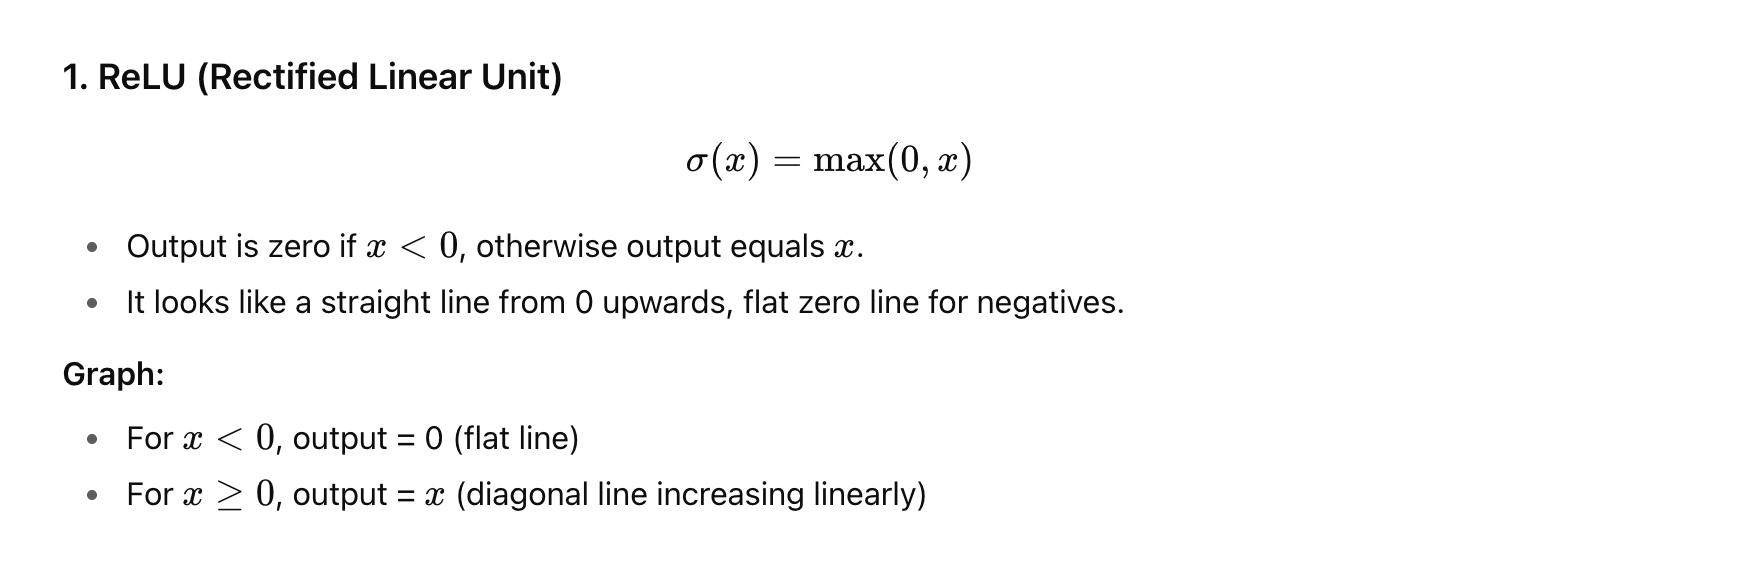 1. ReLU (Rectified Linear Unit)
σ(x) = max(0, x)
• Output is zero if x < 0, otherwise output equals x.
• It looks like a straight line from 0 upwards, flat zero line for negatives.
Graph:
• For x < 0, output = 0 (flat line)
• For x ≥ 0, output = x (diagonal line increasing linearly)